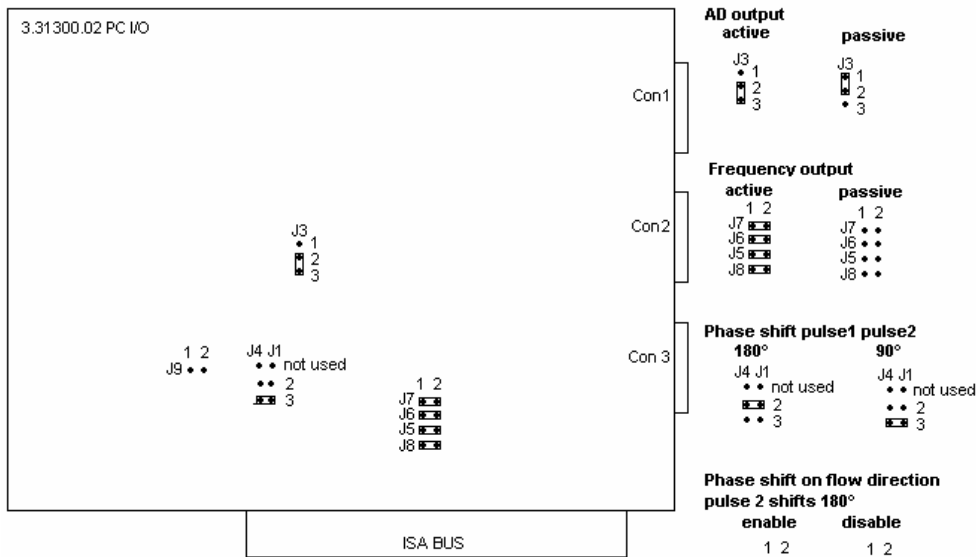 3.31300.02 PC I/O
Con1
Con2
Con 3
J3
1
2
3
1 2
J9
J4 J1
not used
2
3
1 2
J7
J6
J5
J8
ISA BUS
AD output
active passive
J3
1
2
3
J3
1
2
3
Frequency output
active passive
1 2
J7
J6
J5
J8
1 2
J7
J6
J5
J8
Phase shift pulse1 pulse2
180° 90°
J4 J1
not used
2
3
J4 J1
not used
2
3
Phase shift on flow direction
pulse 2 shifts 180°
enable disable
1 2 1 2